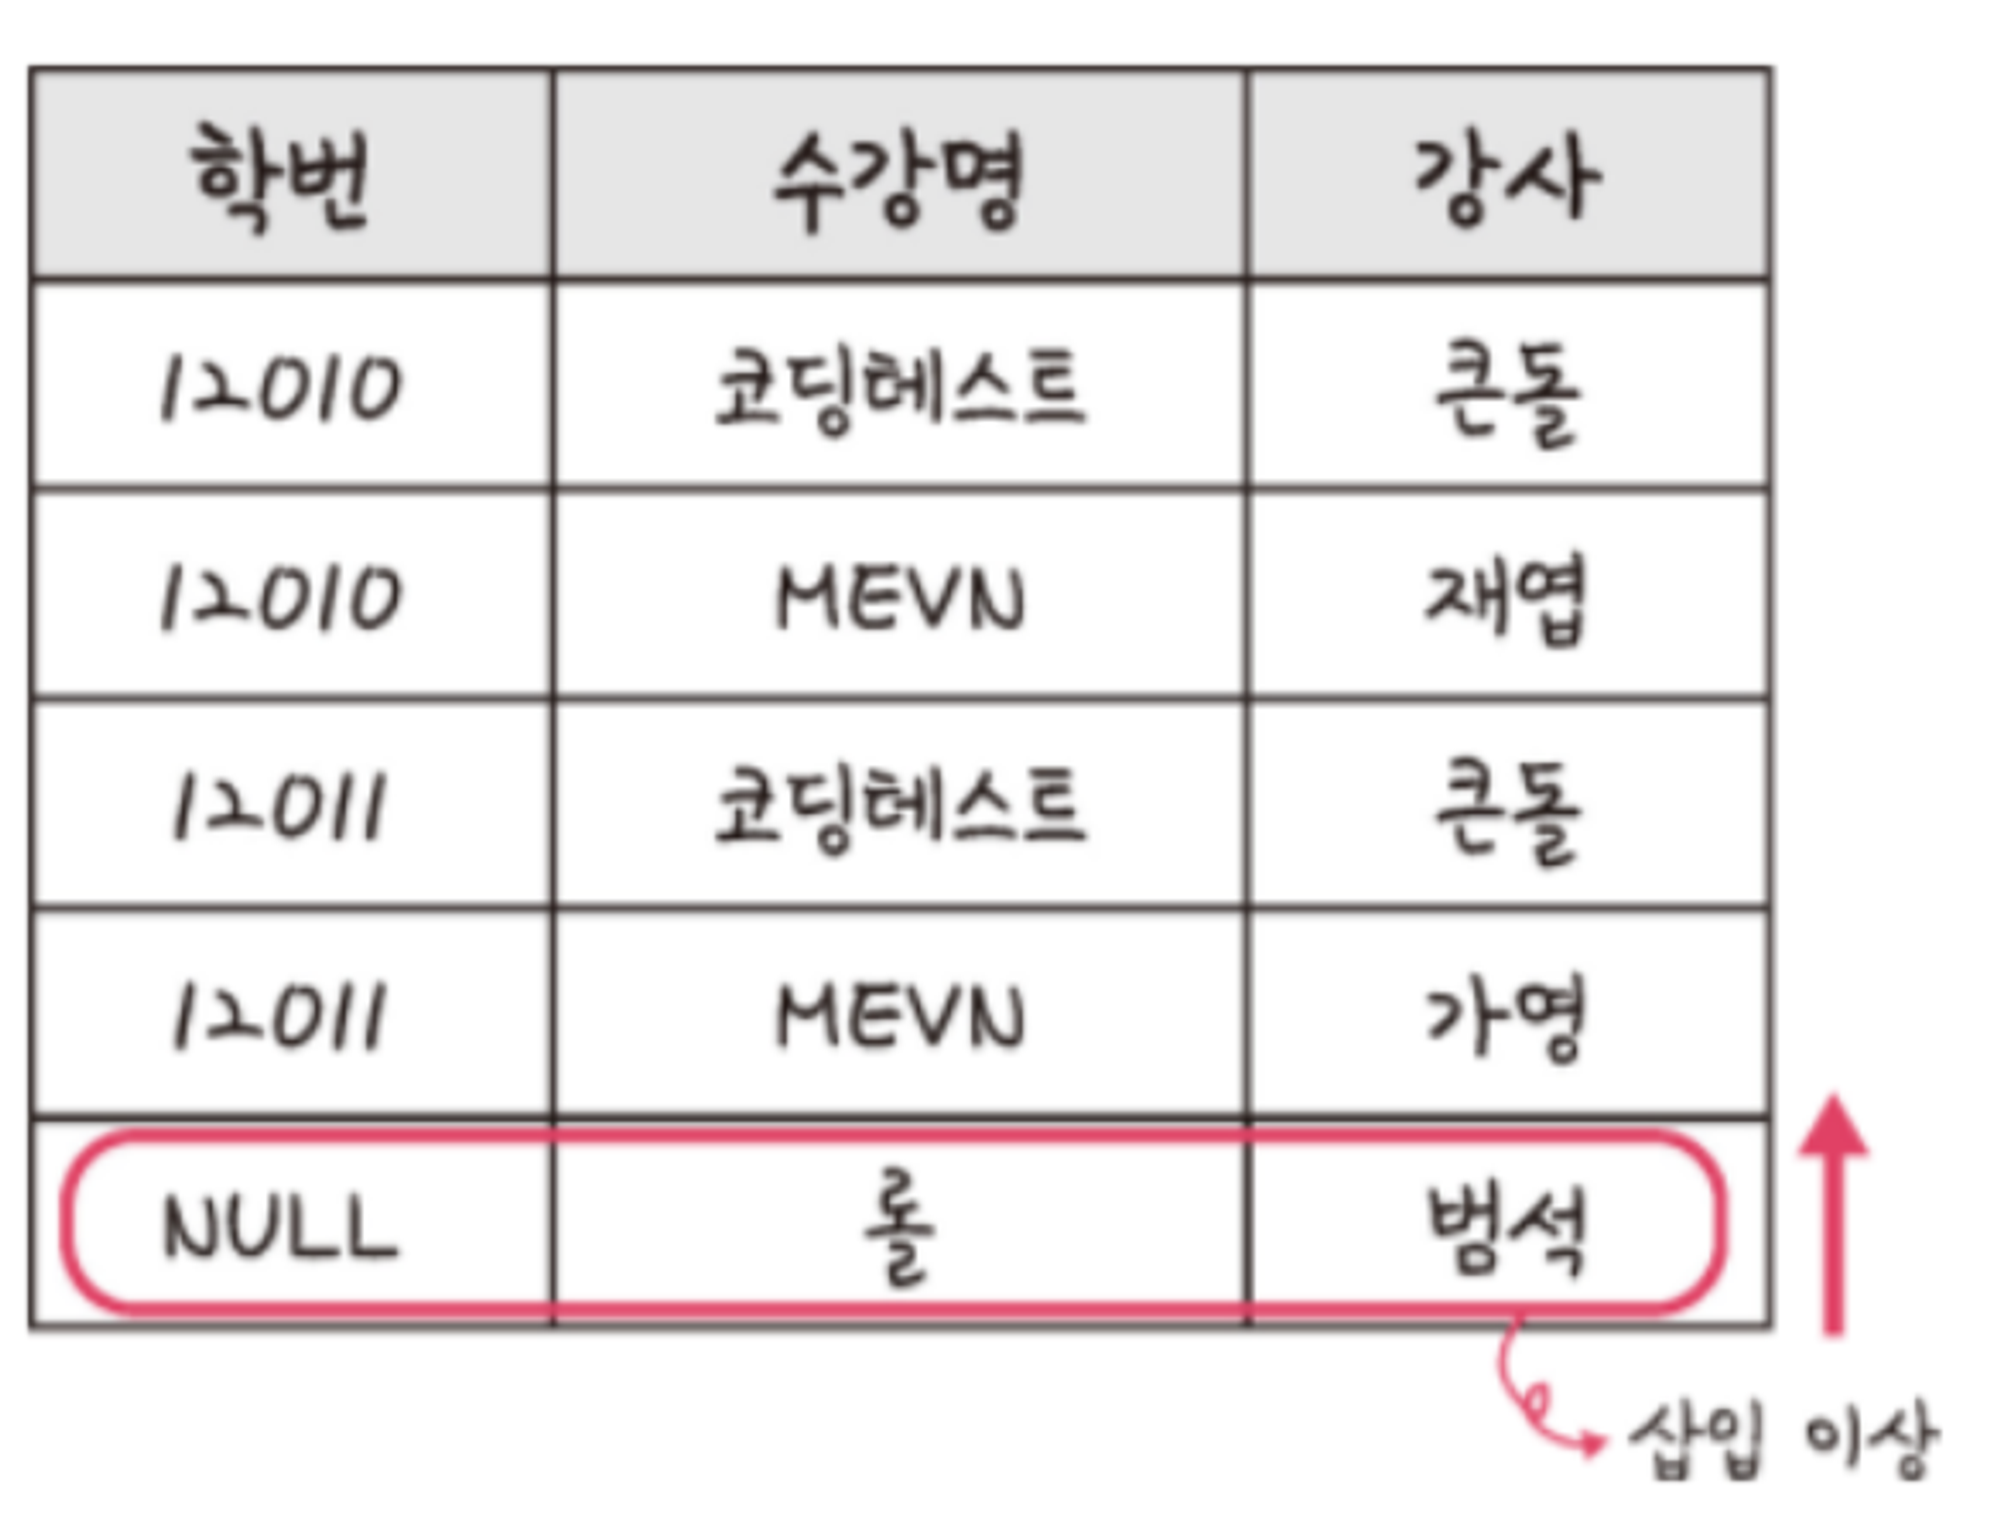 학번 수강명 강사
12010 코딩테스트 큰돌
12010 MEVN 재엽
12011 코딩테스트 큰돌
12011 MEVN 가영
NULL 롤 범석
삽입 이상